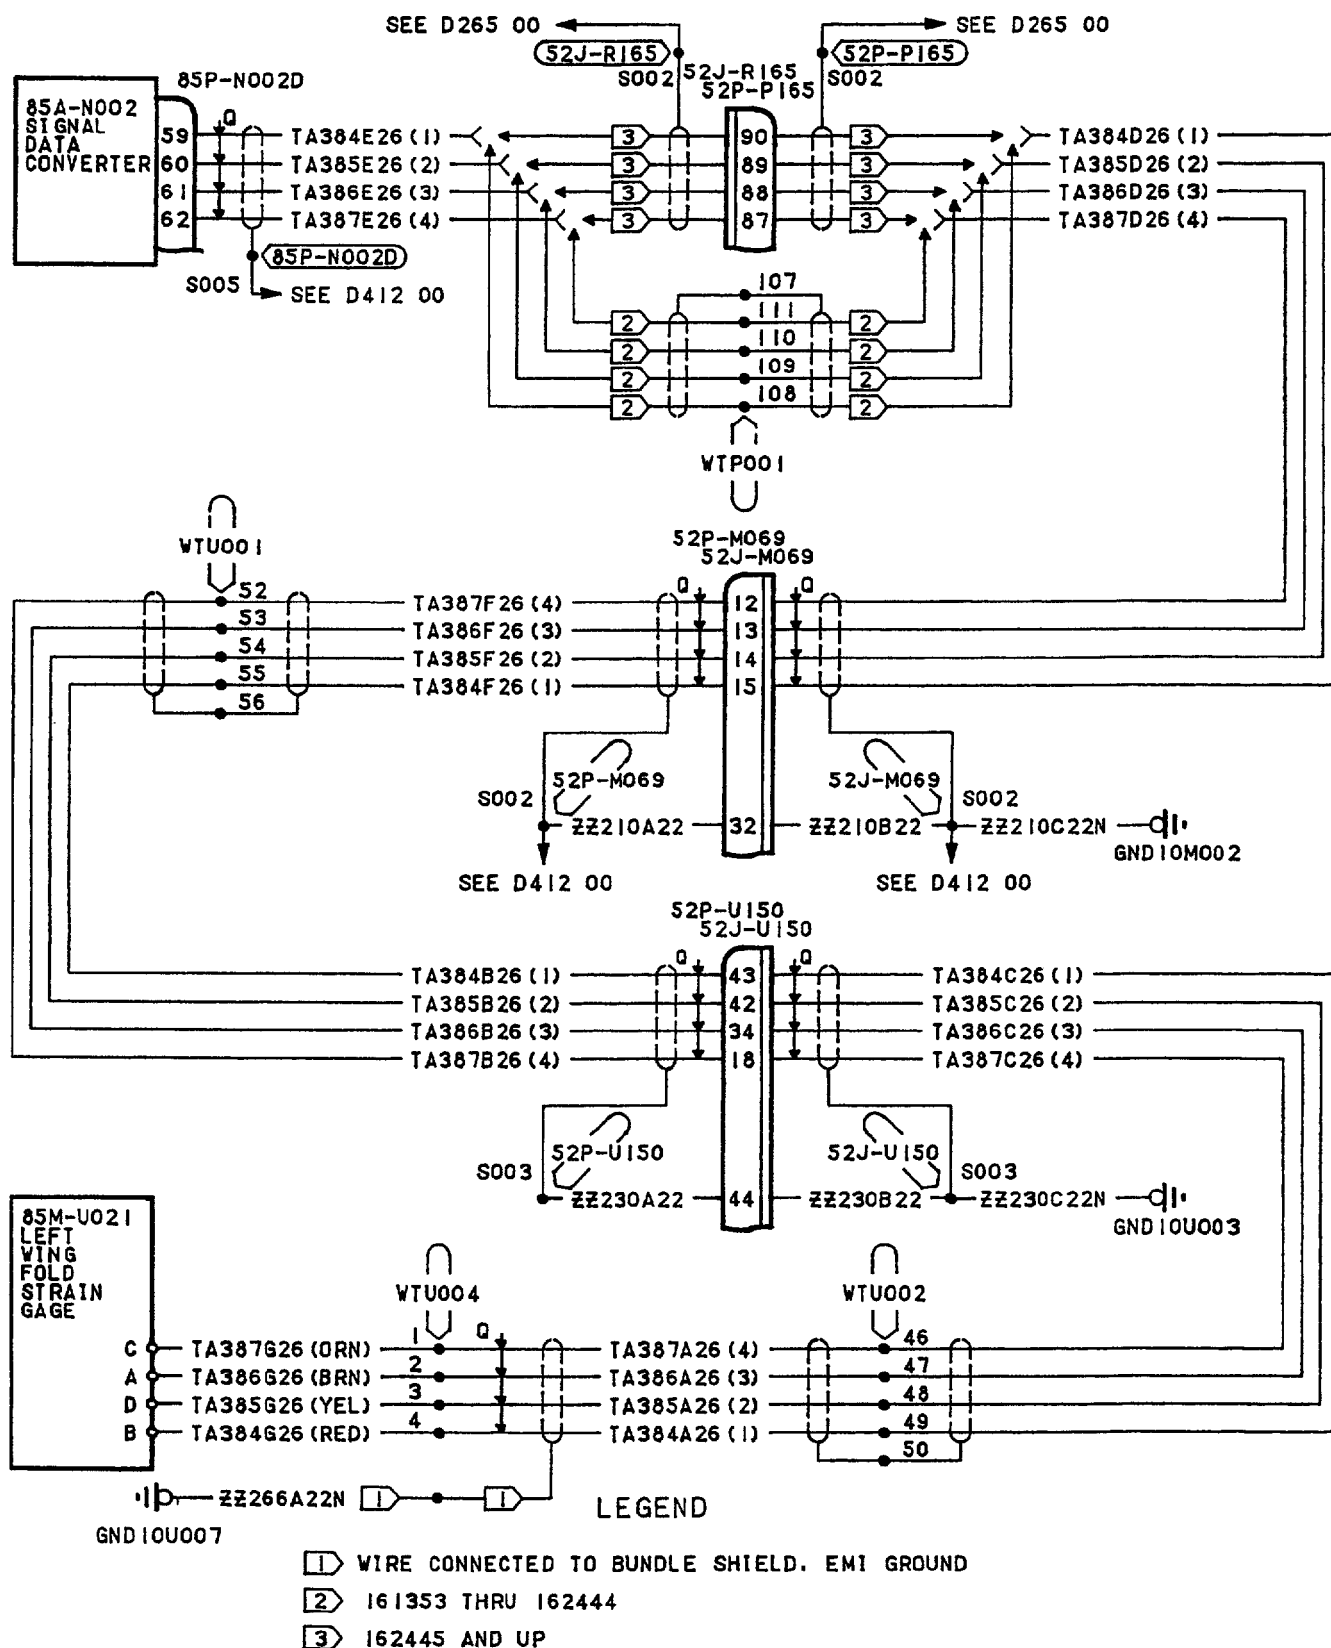 SEE D265 00
SEE D265 00
52J-R165
52P-P165
S002
52J-R165
52P-P165
S002
85P-N002D
85A-N002
SIGNAL
DATA
CONVERTER
Q
59 TA384E26(1) 3 90 3 TA384D26(1)
60 TA385E26(2) 3 89 3 TA385D26(2)
61 TA386E26(3) 3 88 3 TA386D26(3)
62 TA387E26(4) 3 87 3 TA387D26(4)
85P-N002D
S005
SEE D412 00
107
2 111 2
2 110 2
2 109 2
2 108 2
WTP001
WTU001
52P-M069
52J-M069
Q
Q
52 TA387F26(4) 12
53 TA386F26(3) 13
54 TA385F26(2) 14
55 TA384F26(1) 15
56
52P-M069
52J-M069
S002
S002
ZZ210A22 32 ZZ210B22 ZZ210C22N
GND10M002
SEE D412 00
SEE D412 00
52P-U150
52J-U150
Q
Q
TA384B26(1) 43 TA384C26(1)
TA385B26(2) 42 TA385C26(2)
TA386B26(3) 34 TA386C26(3)
TA387B26(4) 18 TA387C26(4)
52P-U150
52J-U150
S003
S003
ZZ230A22 44 ZZ230B22 ZZ230C22N
GND10U003
85M-U021
LEFT
WING
FOLD
STRAIN
GAGE
WTU004
WTU002
Q
C TA387G26(ORN) 1 TA387A26(4) 46
A TA386G26(BRN) 2 TA386A26(3) 47
D TA385G26(YEL) 3 TA385A26(2) 48
B TA384G26(RED) 4 TA384A26(1) 49
50
ZZ266A22N 1 1
GND10U007
LEGEND
1 WIRE CONNECTED TO BUNDLE SHIELD. EMI GROUND
2 161353 THRU 162444
3 162445 AND UP